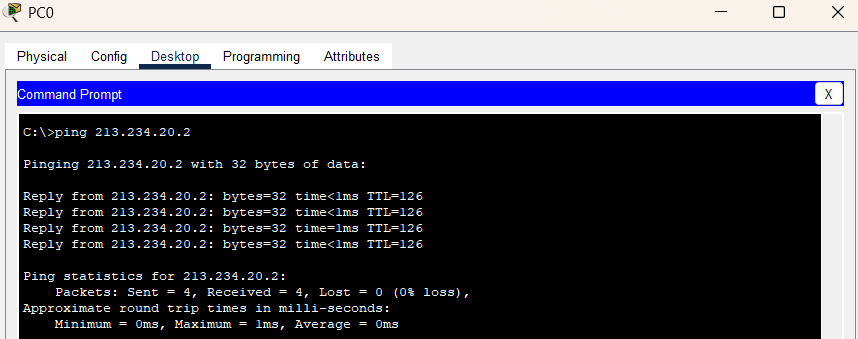 PC0
Physical Config Desktop Programming Attributes
Command Prompt X
C:\>ping 213.234.20.2
Pinging 213.234.20.2 with 32 bytes of data:
Reply from 213.234.20.2: bytes=32 time<1ms TTL=126
Reply from 213.234.20.2: bytes=32 time<1ms TTL=126
Reply from 213.234.20.2: bytes=32 time=1ms TTL=126
Reply from 213.234.20.2: bytes=32 time<1ms TTL=126
Ping statistics for 213.234.20.2:
Packets: Sent = 4, Received = 4, Lost = 0 (0% loss),
Approximate round trip times in milli-seconds:
Minimum = 0ms, Maximum = 1ms, Average = 0ms